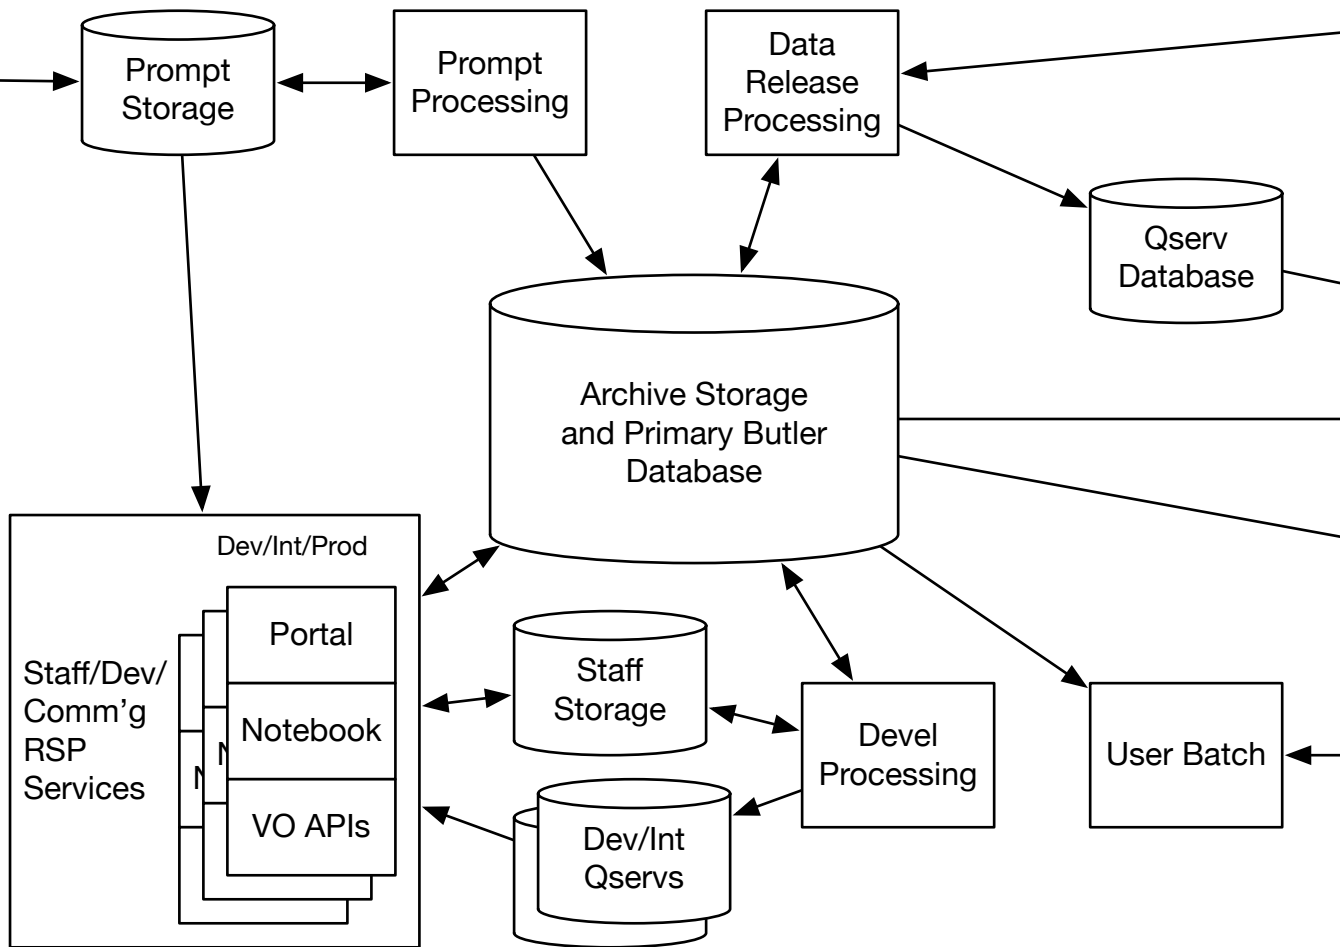 Prompt
Storage
Prompt
Processing
Data
Release
Processing
Qserv
Database
Archive Storage
and Primary Butler
Database
Dev/Int/Prod
Staff/Dev/
Comm'g
RSP
Services
Portal
Notebook
VO APIs
N
N
Staff
Storage
Devel
Processing
User Batch
Dev/Int
Qservs